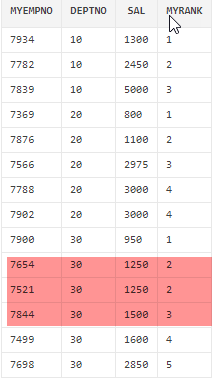 MYEMPNO DEPTNO SAL MYRANK
7934 10 1300 1
7782 10 2450 2
7839 10 5000 3
7369 20 800 1
7876 20 1100 2
7566 20 2975 3
7788 20 3000 4
7902 20 3000 4
7900 30 950 1
7654 30 1250 2
7521 30 1250 2
7844 30 1500 3
7499 30 1600 4
7698 30 2850 5